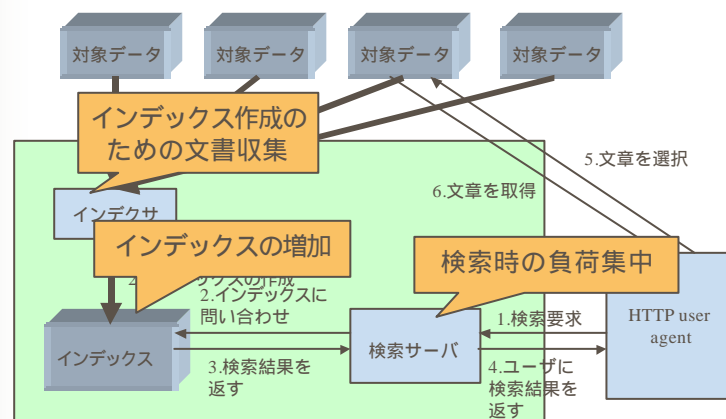 対象データ
対象データ
対象データ
対象データ
インデックス作成の
ための文書収集
5.文章を選択
6.文章を取得
インデクサ
インデックスの増加
検索時の負荷集中
2.インデックスに
問い合わせ
1.検索要求
HTTP user
agent
インデックス
検索サーバ
3.検索結果を
返す
4.ユーザに
検索結果を
返す